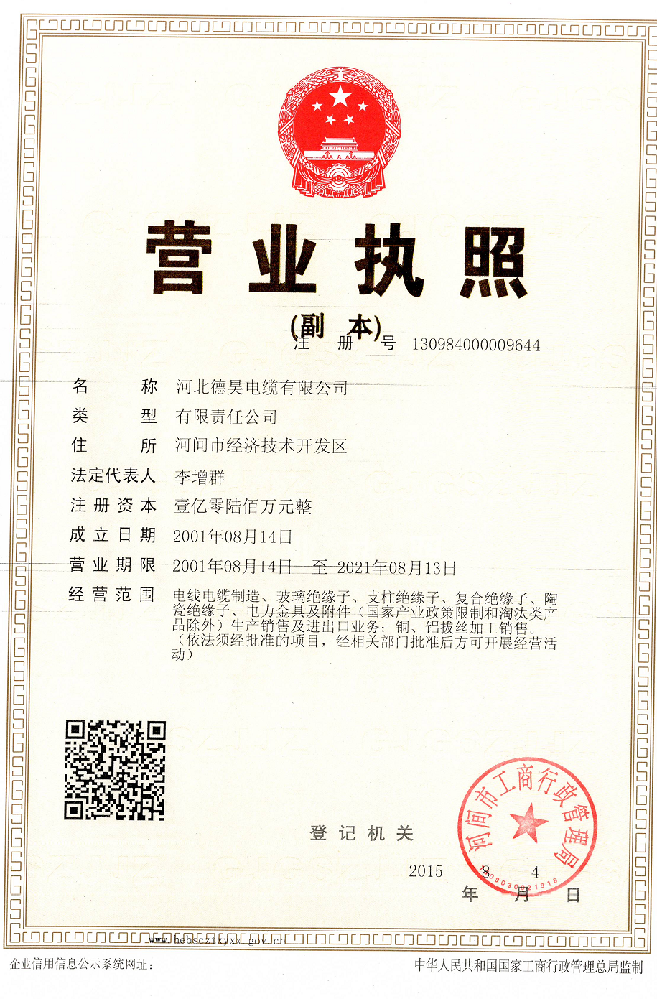 营业执照
(副 本)
注 册 号 130984000009644
名 称 河北德昊电缆有限公司
类 型 有限责任公司
住 所 河间市经济技术开发区
法定代表人 李增群
注册资本 壹亿零陆佰万元整
成立日期 2001年08月14日
营业期限 2001年08月14日 至 2021年08月13日
经营范围 电线电缆制造、玻璃绝缘子、支柱绝缘子、复合绝缘子、陶
瓷绝缘子、电力金具及附件（国家产业政策限制和淘汰类产
品除外）生产销售及进出口业务；铜、铝拔丝加工销售。
（依法须经批准的项目，经相关部门批准后方可开展经营活
动）
河间市工商行政管理局
登记机关
2015 8 4
年 月 日
www.hebscztxyxx.gov.cn
企业信用信息公示系统网址：
中华人民共和国国家工商行政管理总局监制